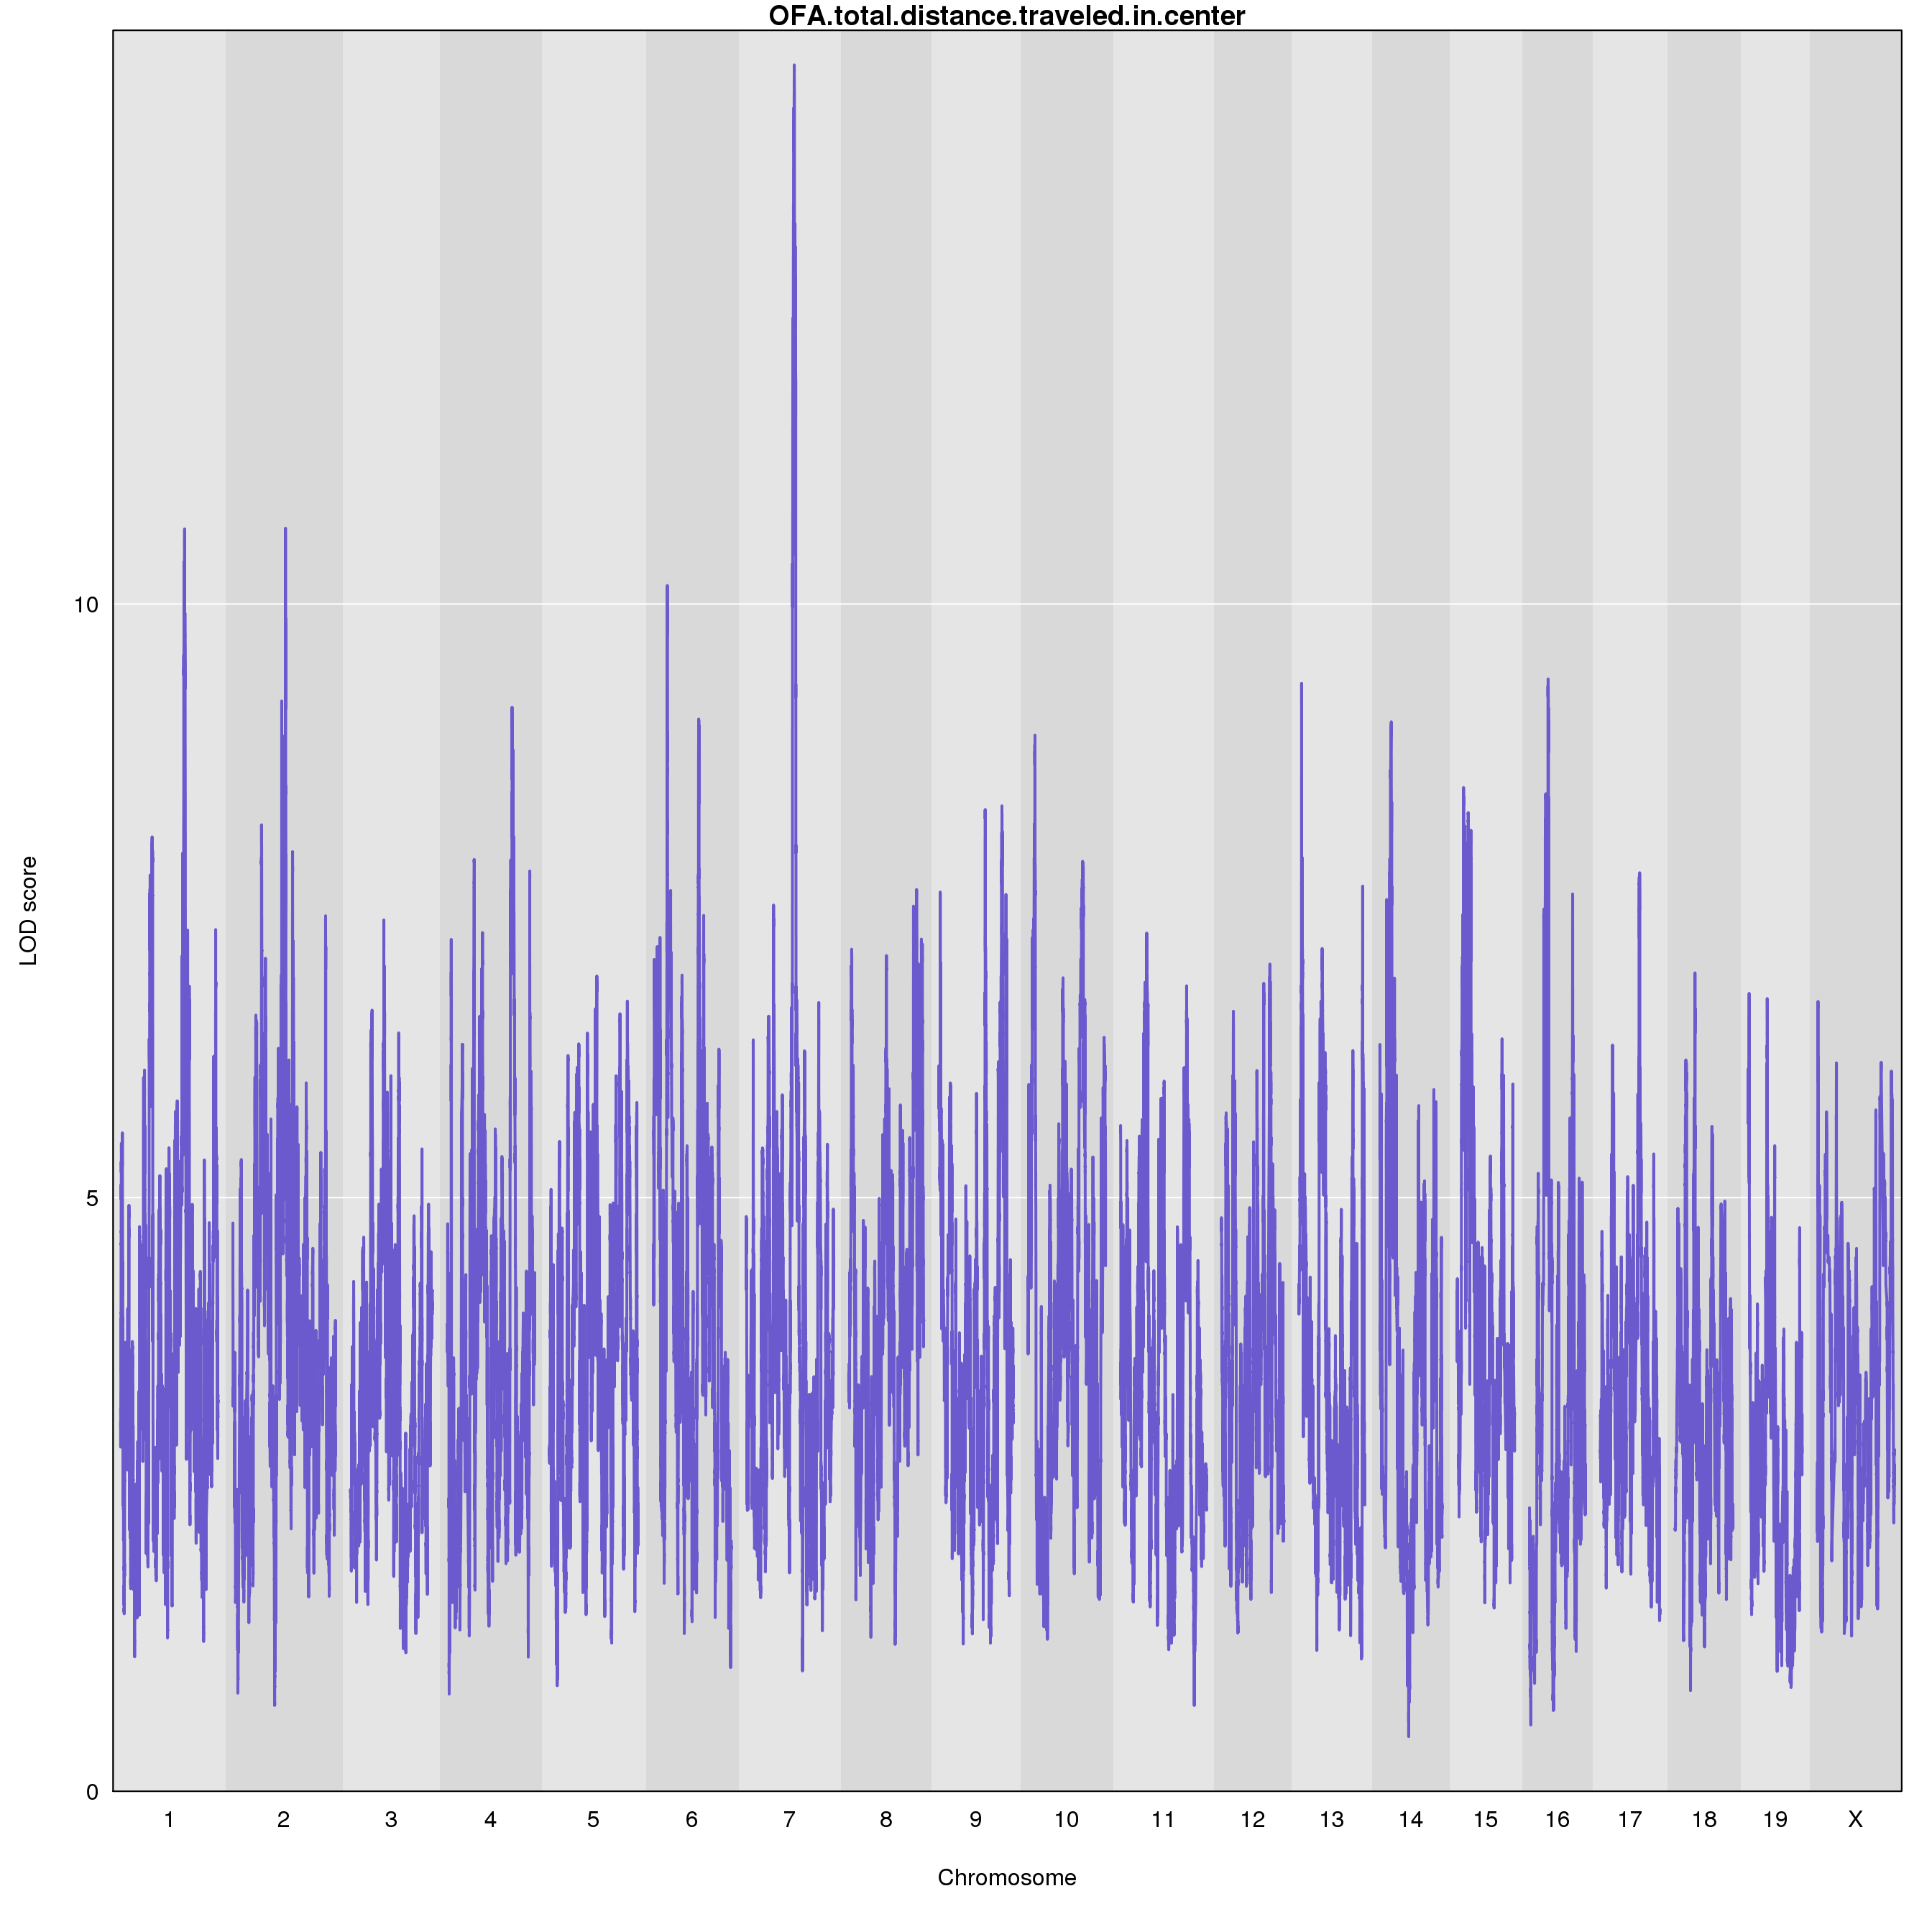 OFA.total.distance.traveled.in.center
10
5
0
LOD score
1 2 3 4 5 6 7 8 9 10 11 12 13 14 15 16 17 18 19 X
Chromosome